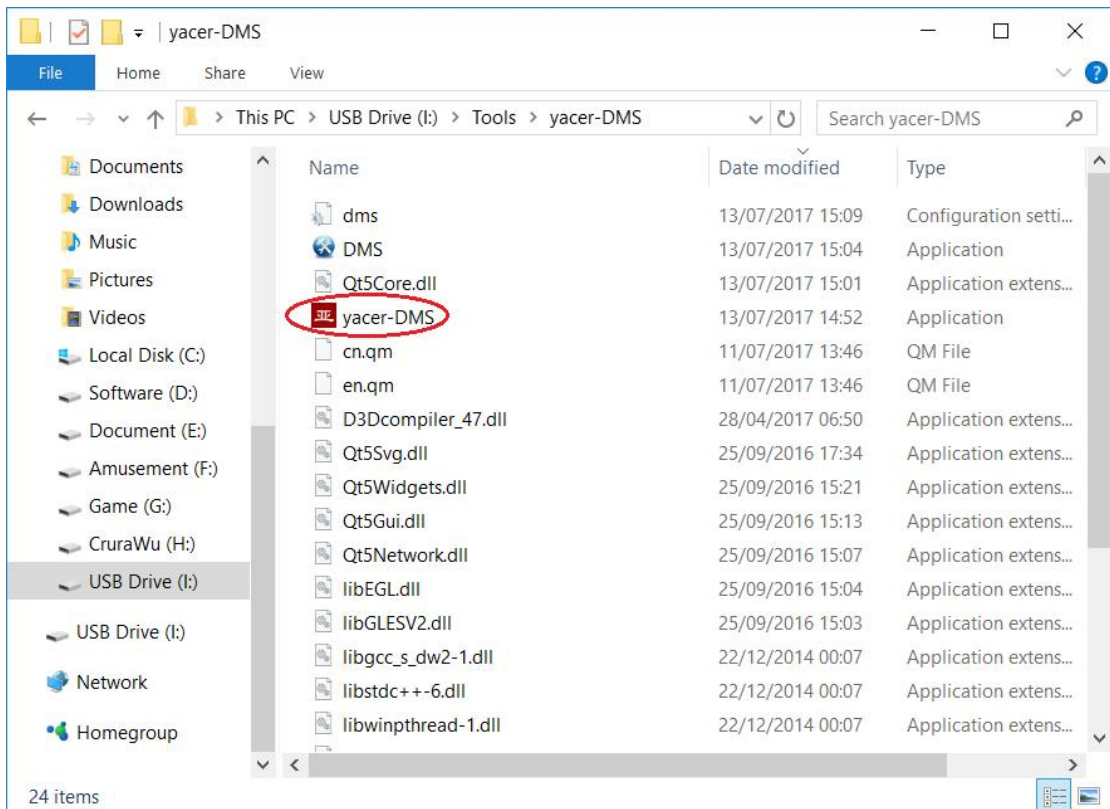 yacer-DMS
File Home Share View
This PC > USB Drive (I:) > Tools > yacer-DMS
Search yacer-DMS
Documents
Downloads
Music
Pictures
Videos
Local Disk (C:)
Software (D:)
Document (E:)
Amusement (F:)
Game (G:)
CruraWu (H:)
USB Drive (I:)
USB Drive (I:)
Network
Homegroup
Name Date modified Type
dms 13/07/2017 15:09 Configuration setti...
DMS 13/07/2017 15:04 Application
Qt5Core.dll 13/07/2017 15:01 Application extens...
亚 yacer-DMS 13/07/2017 14:52 Application
cn.qm 11/07/2017 13:46 QM File
en.qm 11/07/2017 13:46 QM File
D3Dcompiler_47.dll 28/04/2017 06:50 Application extens...
Qt5Svg.dll 25/09/2016 17:34 Application extens...
Qt5Widgets.dll 25/09/2016 15:21 Application extens...
Qt5Gui.dll 25/09/2016 15:13 Application extens...
Qt5Network.dll 25/09/2016 15:07 Application extens...
libEGL.dll 25/09/2016 15:04 Application extens...
libGLESV2.dll 25/09/2016 15:03 Application extens...
libgcc_s_dw2-1.dll 22/12/2014 00:07 Application extens...
libstdc++-6.dll 22/12/2014 00:07 Application extens...
libwinpthread-1.dll 22/12/2014 00:07 Application extens...
24 items